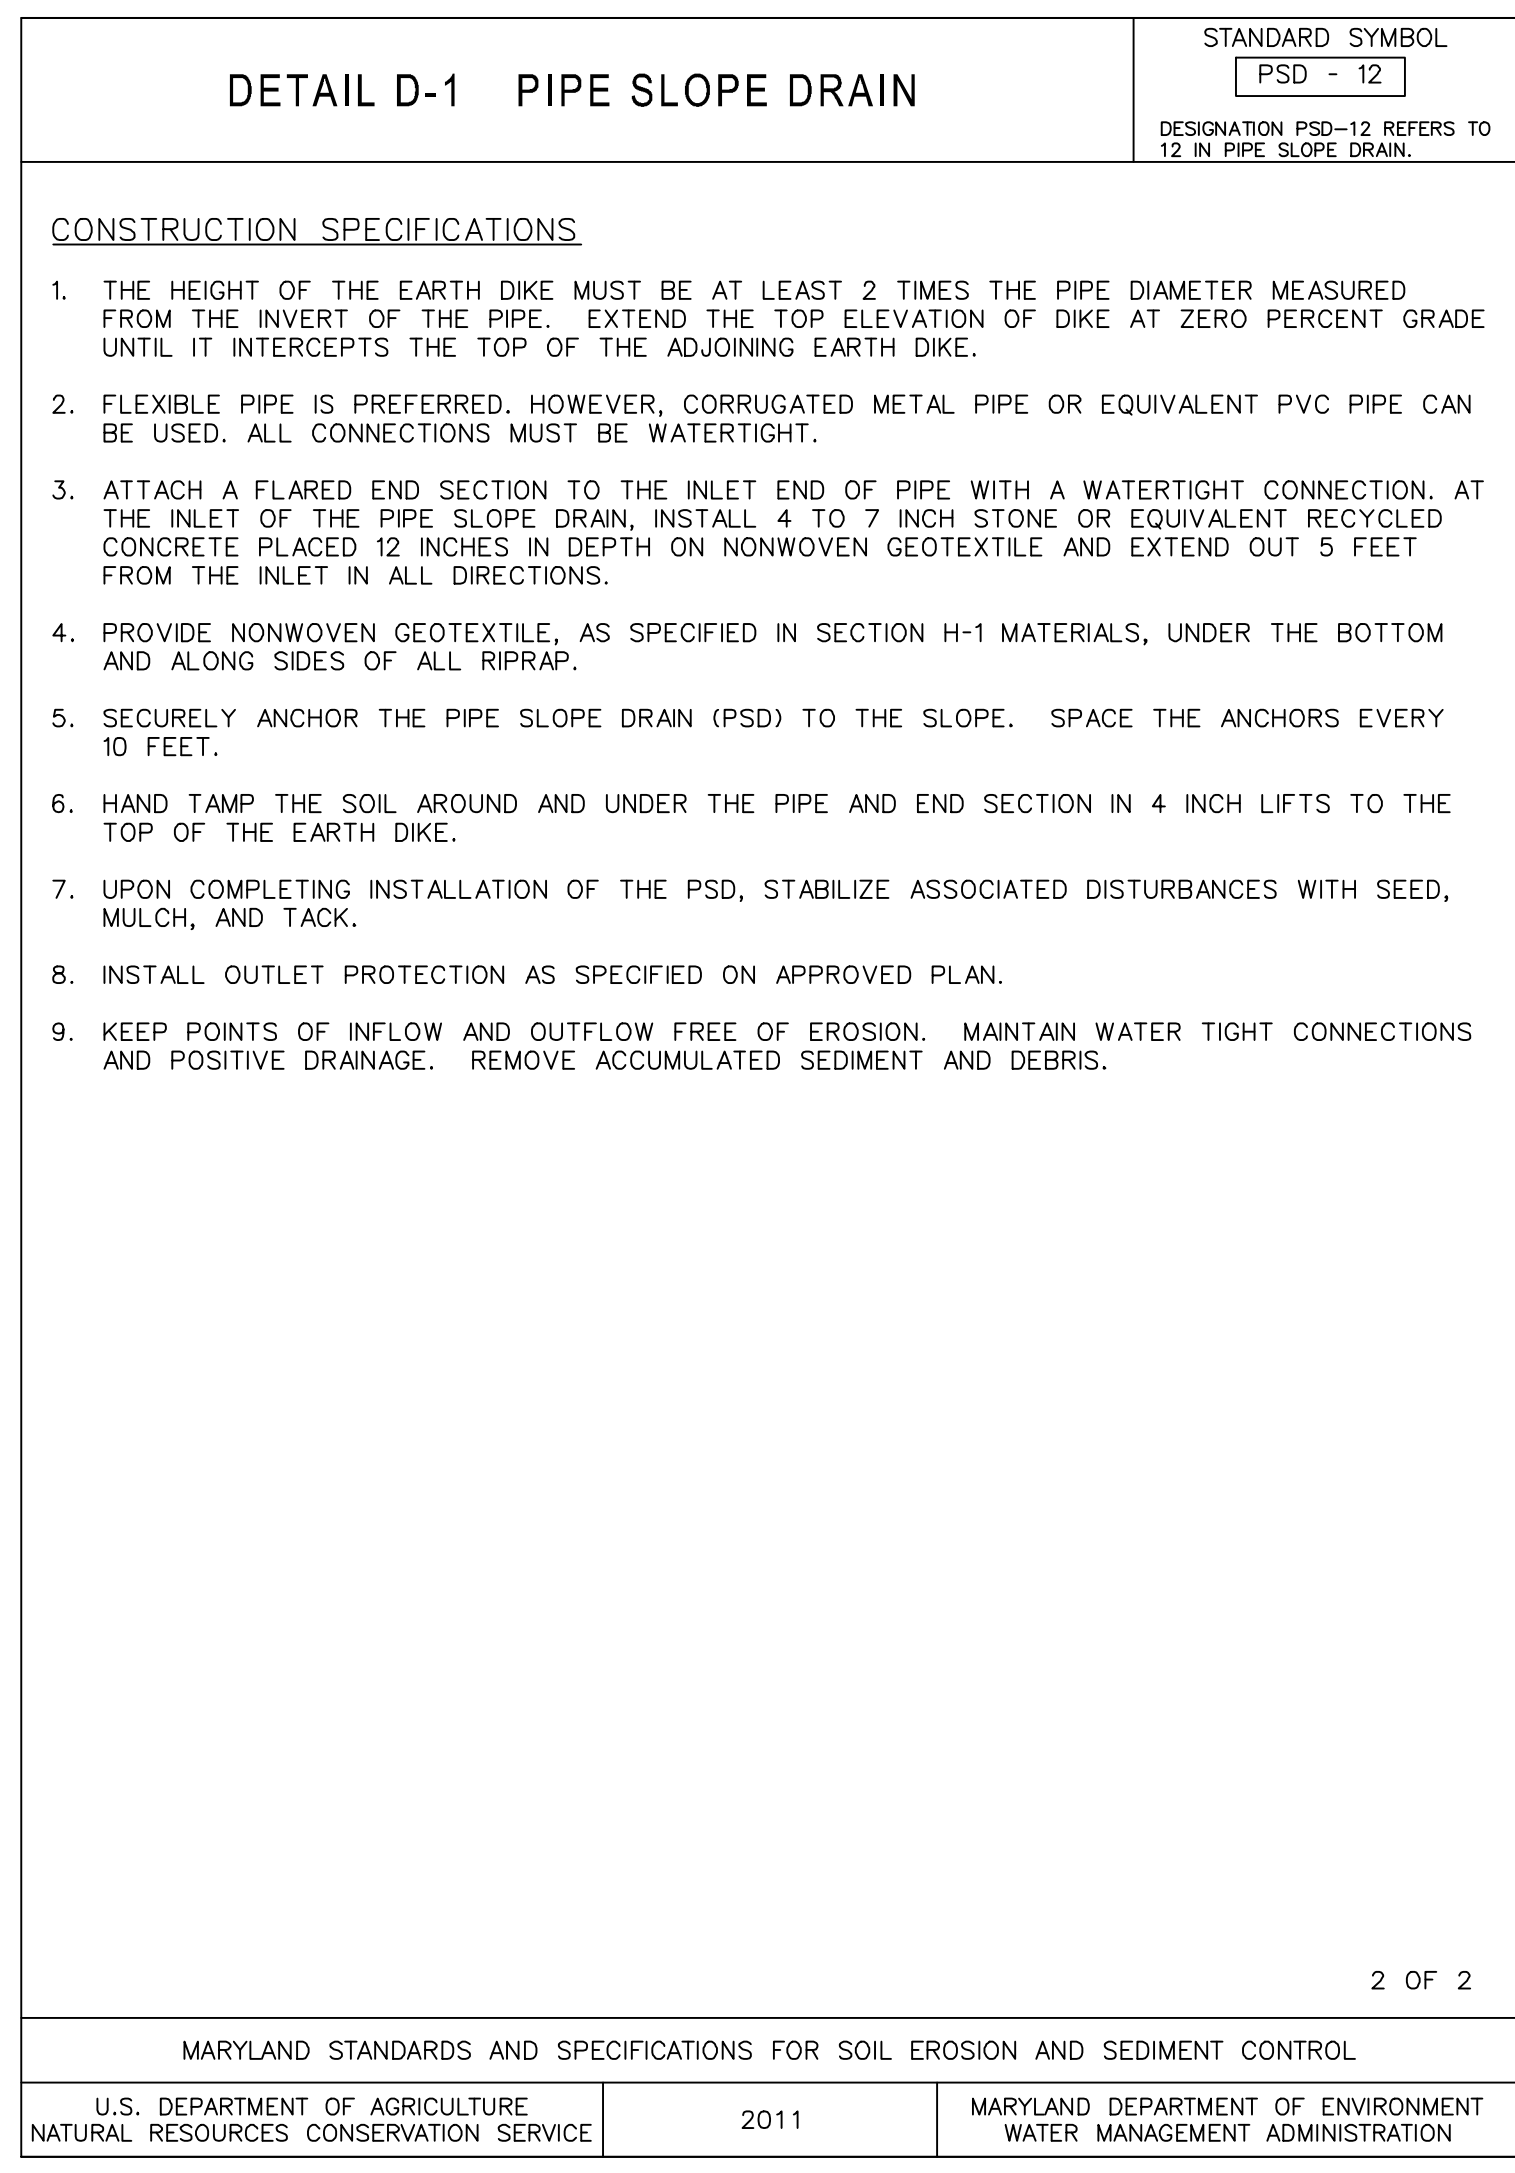 DETAIL D-1 PIPE SLOPE DRAIN
STANDARD SYMBOL
PSD - 12
DESIGNATION PSD-12 REFERS TO
12 IN PIPE SLOPE DRAIN.
CONSTRUCTION SPECIFICATIONS
1. THE HEIGHT OF THE EARTH DIKE MUST BE AT LEAST 2 TIMES THE PIPE DIAMETER MEASURED
FROM THE INVERT OF THE PIPE. EXTEND THE TOP ELEVATION OF DIKE AT ZERO PERCENT GRADE
UNTIL IT INTERCEPTS THE TOP OF THE ADJOINING EARTH DIKE.
2. FLEXIBLE PIPE IS PREFERRED. HOWEVER, CORRUGATED METAL PIPE OR EQUIVALENT PVC PIPE CAN
BE USED. ALL CONNECTIONS MUST BE WATERTIGHT.
3. ATTACH A FLARED END SECTION TO THE INLET END OF PIPE WITH A WATERTIGHT CONNECTION. AT
THE INLET OF THE PIPE SLOPE DRAIN, INSTALL 4 TO 7 INCH STONE OR EQUIVALENT RECYCLED
CONCRETE PLACED 12 INCHES IN DEPTH ON NONWOVEN GEOTEXTILE AND EXTEND OUT 5 FEET
FROM THE INLET IN ALL DIRECTIONS.
4. PROVIDE NONWOVEN GEOTEXTILE, AS SPECIFIED IN SECTION H-1 MATERIALS, UNDER THE BOTTOM
AND ALONG SIDES OF ALL RIPRAP.
5. SECURELY ANCHOR THE PIPE SLOPE DRAIN (PSD) TO THE SLOPE. SPACE THE ANCHORS EVERY
10 FEET.
6. HAND TAMP THE SOIL AROUND AND UNDER THE PIPE AND END SECTION IN 4 INCH LIFTS TO THE
TOP OF THE EARTH DIKE.
7. UPON COMPLETING INSTALLATION OF THE PSD, STABILIZE ASSOCIATED DISTURBANCES WITH SEED,
MULCH, AND TACK.
8. INSTALL OUTLET PROTECTION AS SPECIFIED ON APPROVED PLAN.
9. KEEP POINTS OF INFLOW AND OUTFLOW FREE OF EROSION. MAINTAIN WATER TIGHT CONNECTIONS
AND POSITIVE DRAINAGE. REMOVE ACCUMULATED SEDIMENT AND DEBRIS.
2 OF 2
MARYLAND STANDARDS AND SPECIFICATIONS FOR SOIL EROSION AND SEDIMENT CONTROL
U.S. DEPARTMENT OF AGRICULTURE
NATURAL RESOURCES CONSERVATION SERVICE
2011
MARYLAND DEPARTMENT OF ENVIRONMENT
WATER MANAGEMENT ADMINISTRATION